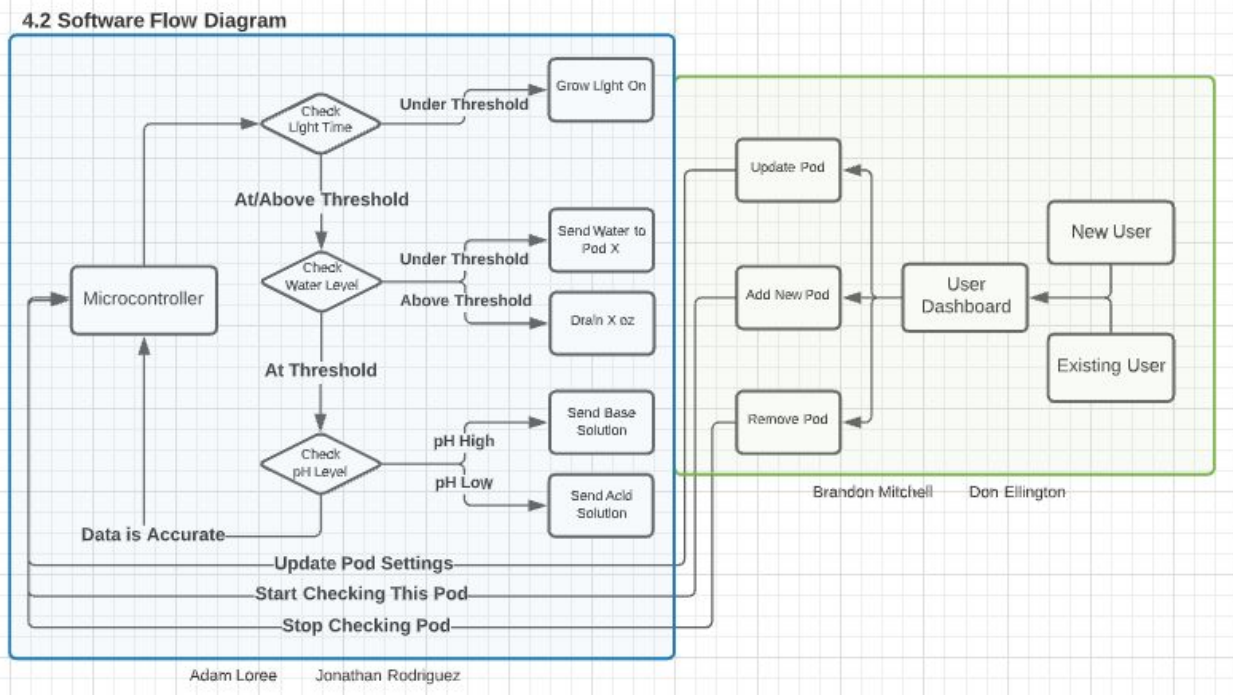 4.2 Software Flow Diagram
Grow Light On
Check
Light Time
Under Threshold
At/Above Threshold
Send Water to
Pod X
Under Threshold
Check
Water Level
Above Threshold
Drain X oz
Microcontroller
At Threshold
Send Base
Solution
pH High
Check
pH Level
pH Low
Send Acid
Solution
Data is Accurate
Update Pod Settings
Start Checking This Pod
Stop Checking Pod
Adam Loree
Jonathan Rodriguez
Update Pod
Add New Pod
Remove Pod
User
Dashboard
New User
Existing User
Brandon Mitchell
Don Ellington